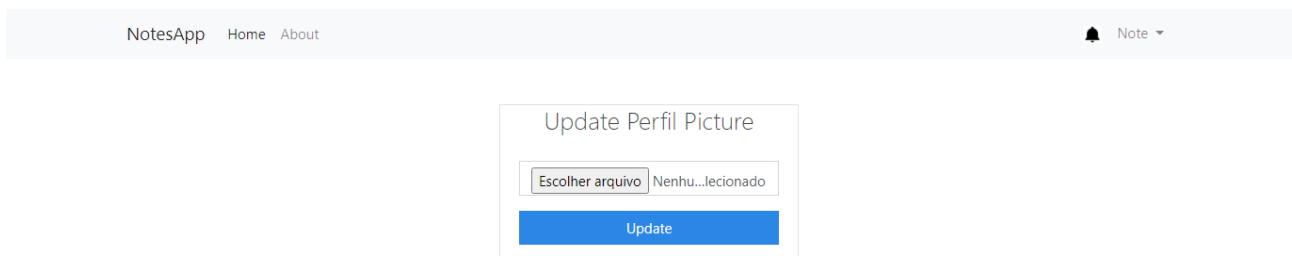 NotesApp Home About Note
Update Perfil Picture
Escolher arquivo Nenhu...lecionado
Update